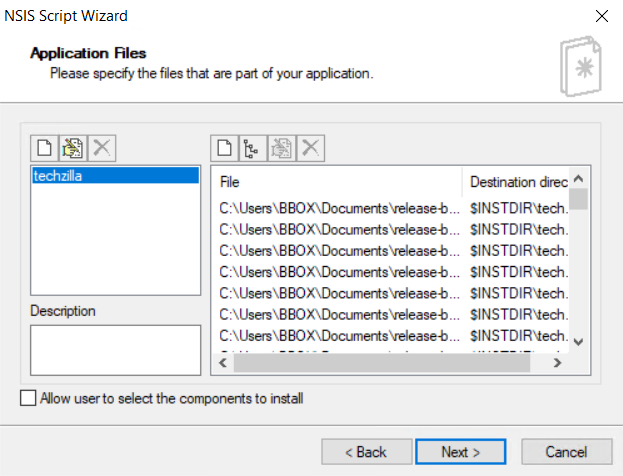 NSIS Script Wizard
Application Files
Please specify the files that are part of your application.
techzilla
Description
File Destination direc
C:\Users\BBOX\Documents\release-b... $INSTDIR\tech.
C:\Users\BBOX\Documents\release-b... $INSTDIR\tech.
C:\Users\BBOX\Documents\release-b... $INSTDIR\tech.
C:\Users\BBOX\Documents\release-b... $INSTDIR\tech.
C:\Users\BBOX\Documents\release-b... $INSTDIR\tech.
C:\Users\BBOX\Documents\release-b... $INSTDIR\tech.
C:\Users\BBOX\Documents\release-b... $INSTDIR\tech.
Allow user to select the components to install
< Back Next > Cancel